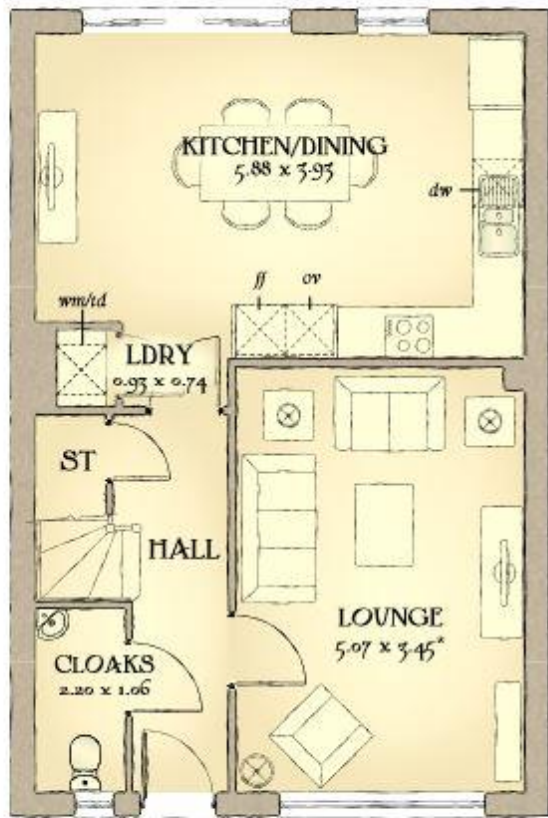 KITCHEN/DINING
5.88 x 3.93
dw
ff
ov
wm/td
LDRY
0.93 x 0.74
ST
HALL
LOUNGE
5.07 x 3.45*
CLOAKS
2.20 x 1.06